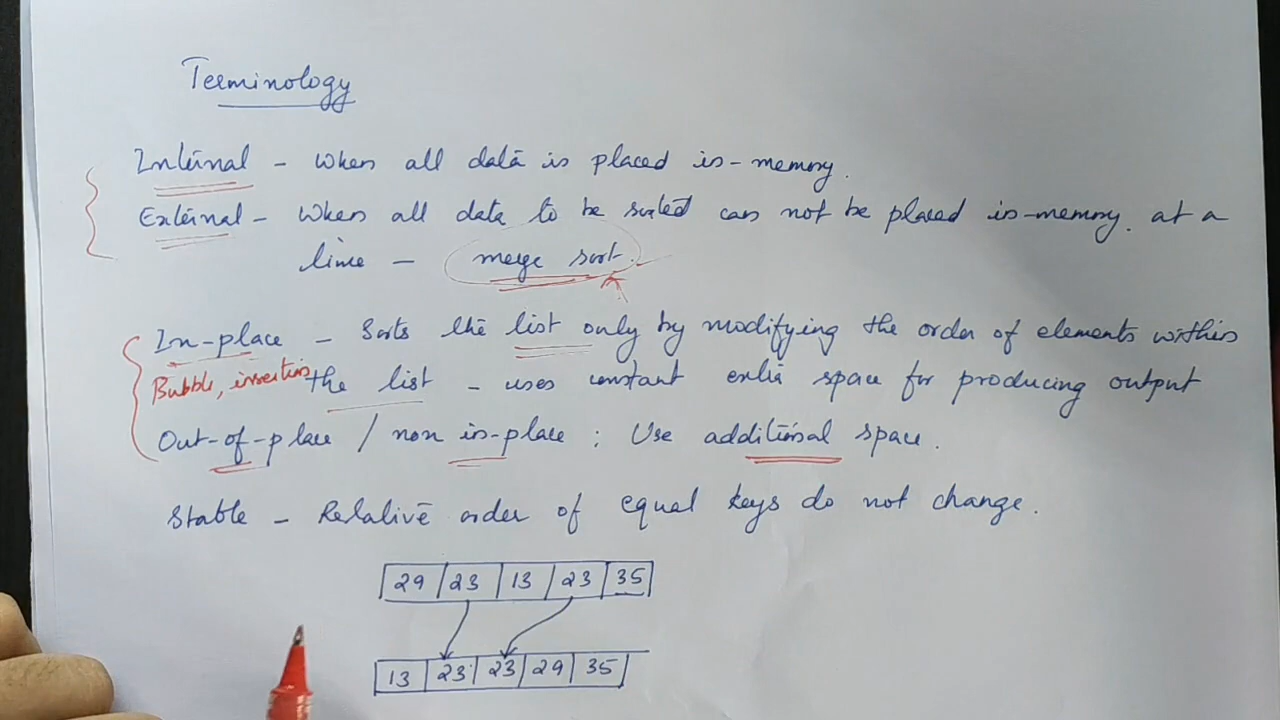 Terminology
Internal - When all data is placed in-memory.
External - When all data to be sorted can not be placed in-memory. at a
time - merge sort.
In-place - Sorts the list only by modifying the order of elements within
Bubble, insertion the list - uses constant extra space for producing output
Out-of-place / non in-place : Use additional space.
Stable - Relative order of equal keys do not change.
29 23 13 23 35
13 23 23 29 35